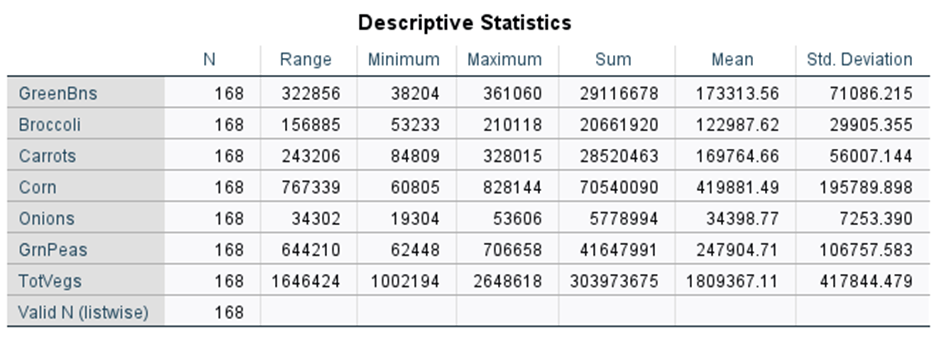 Descriptive Statistics
N Range Minimum Maximum Sum Mean Std. Deviation
GreenBns 168 322856 38204 361060 29116678 173313.56 71086.215
Broccoli 168 156885 53233 210118 20661920 122987.62 29905.355
Carrots 168 243206 84809 328015 28520463 169764.66 56007.144
Corn 168 767339 60805 828144 70540090 419881.49 195789.898
Onions 168 34302 19304 53606 5778994 34398.77 7253.390
GrnPeas 168 644210 62448 706658 41647991 247904.71 106757.583
TotVegs 168 1646424 1002194 2648618 303973675 1809367.11 417844.479
Valid N (listwise) 168